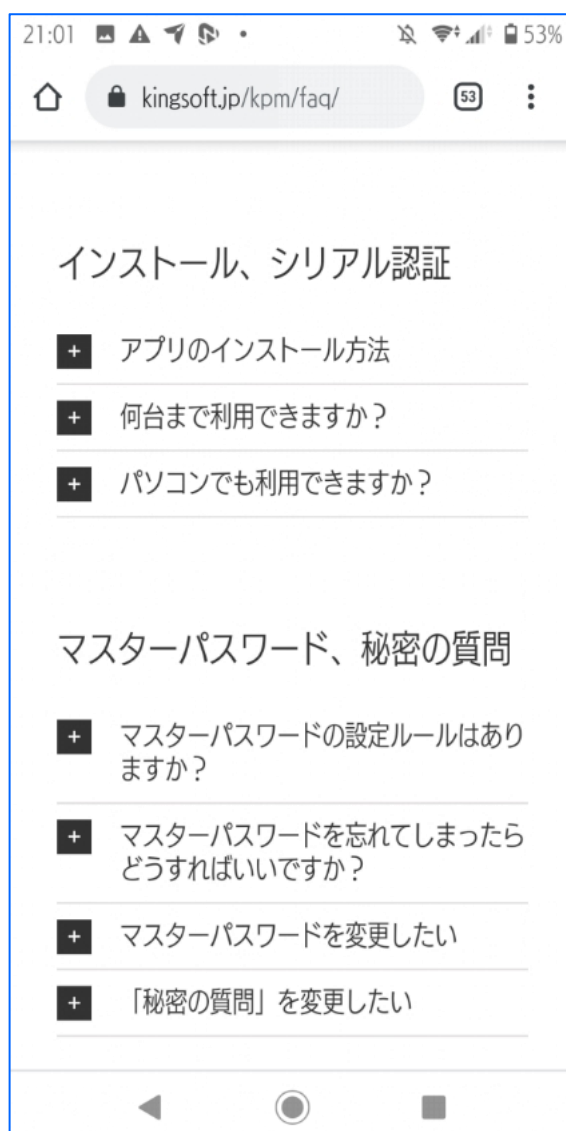 21:01
53%
kingsoft.jp/kpm/faq/
53
インストール、シリアル認証
アプリのインストール方法
何台まで利用できますか？
パソコンでも利用できますか？
マスターパスワード、秘密の質問
マスターパスワードの設定ルールはあり
ますか？
マスターパスワードを忘れてしまったら
どうすればいいですか？
マスターパスワードを変更したい
「秘密の質問」を変更したい